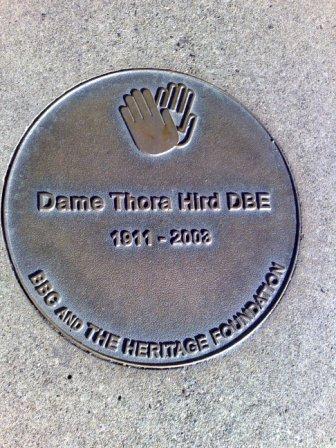 Dame Thora Hird DBE
1911 - 2003
BBC AND THE HERITAGE FOUNDATION